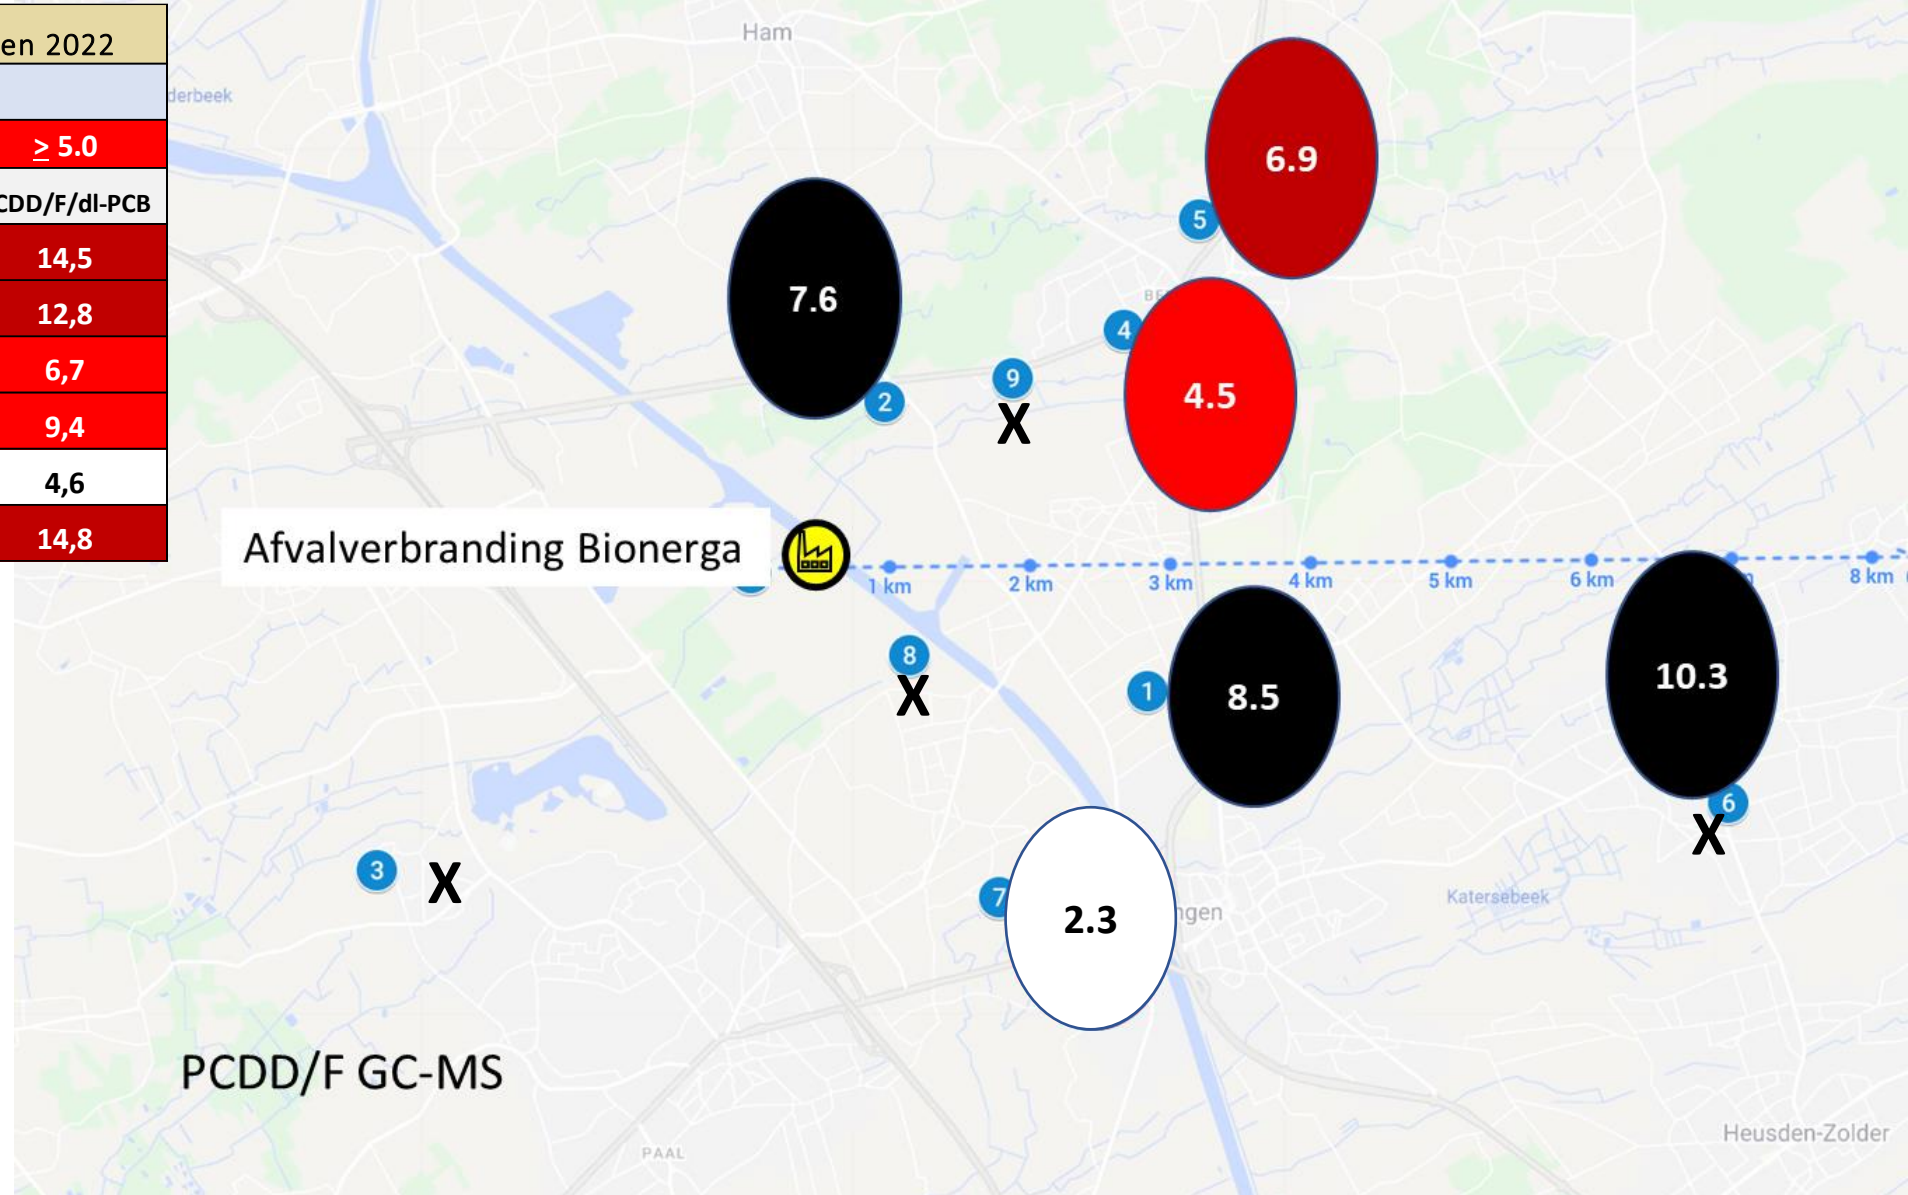 en 2022
≥ 5.0
CDD/F/dl-PCB
14,5
12,8
6,7
9,4
4,6
14,8
Ham
derbeek
6.9
5
7.6
4
9
2
X
4.5
Afvalverbranding Bionerga
1 km
2 km
3 km
4 km
5 km
6 km
8 km
8
X
1
8.5
10.3
6
X
3
X
7
2.3
ngen
Katersebeek
PCDD/F GC-MS
PAAL
Heusden-Zolder